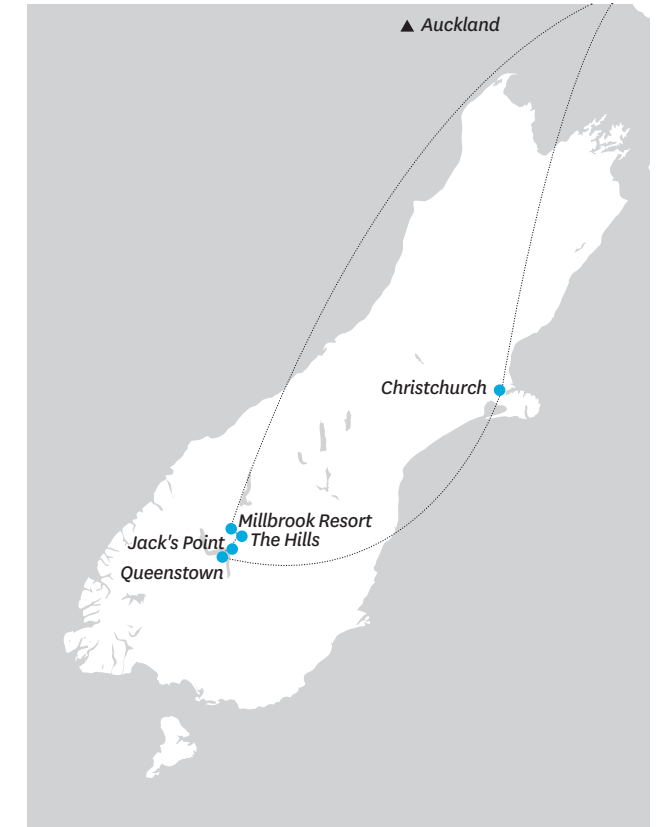 Auckland
Christchurch
Millbrook Resort
The Hills
Jack's Point
Queenstown